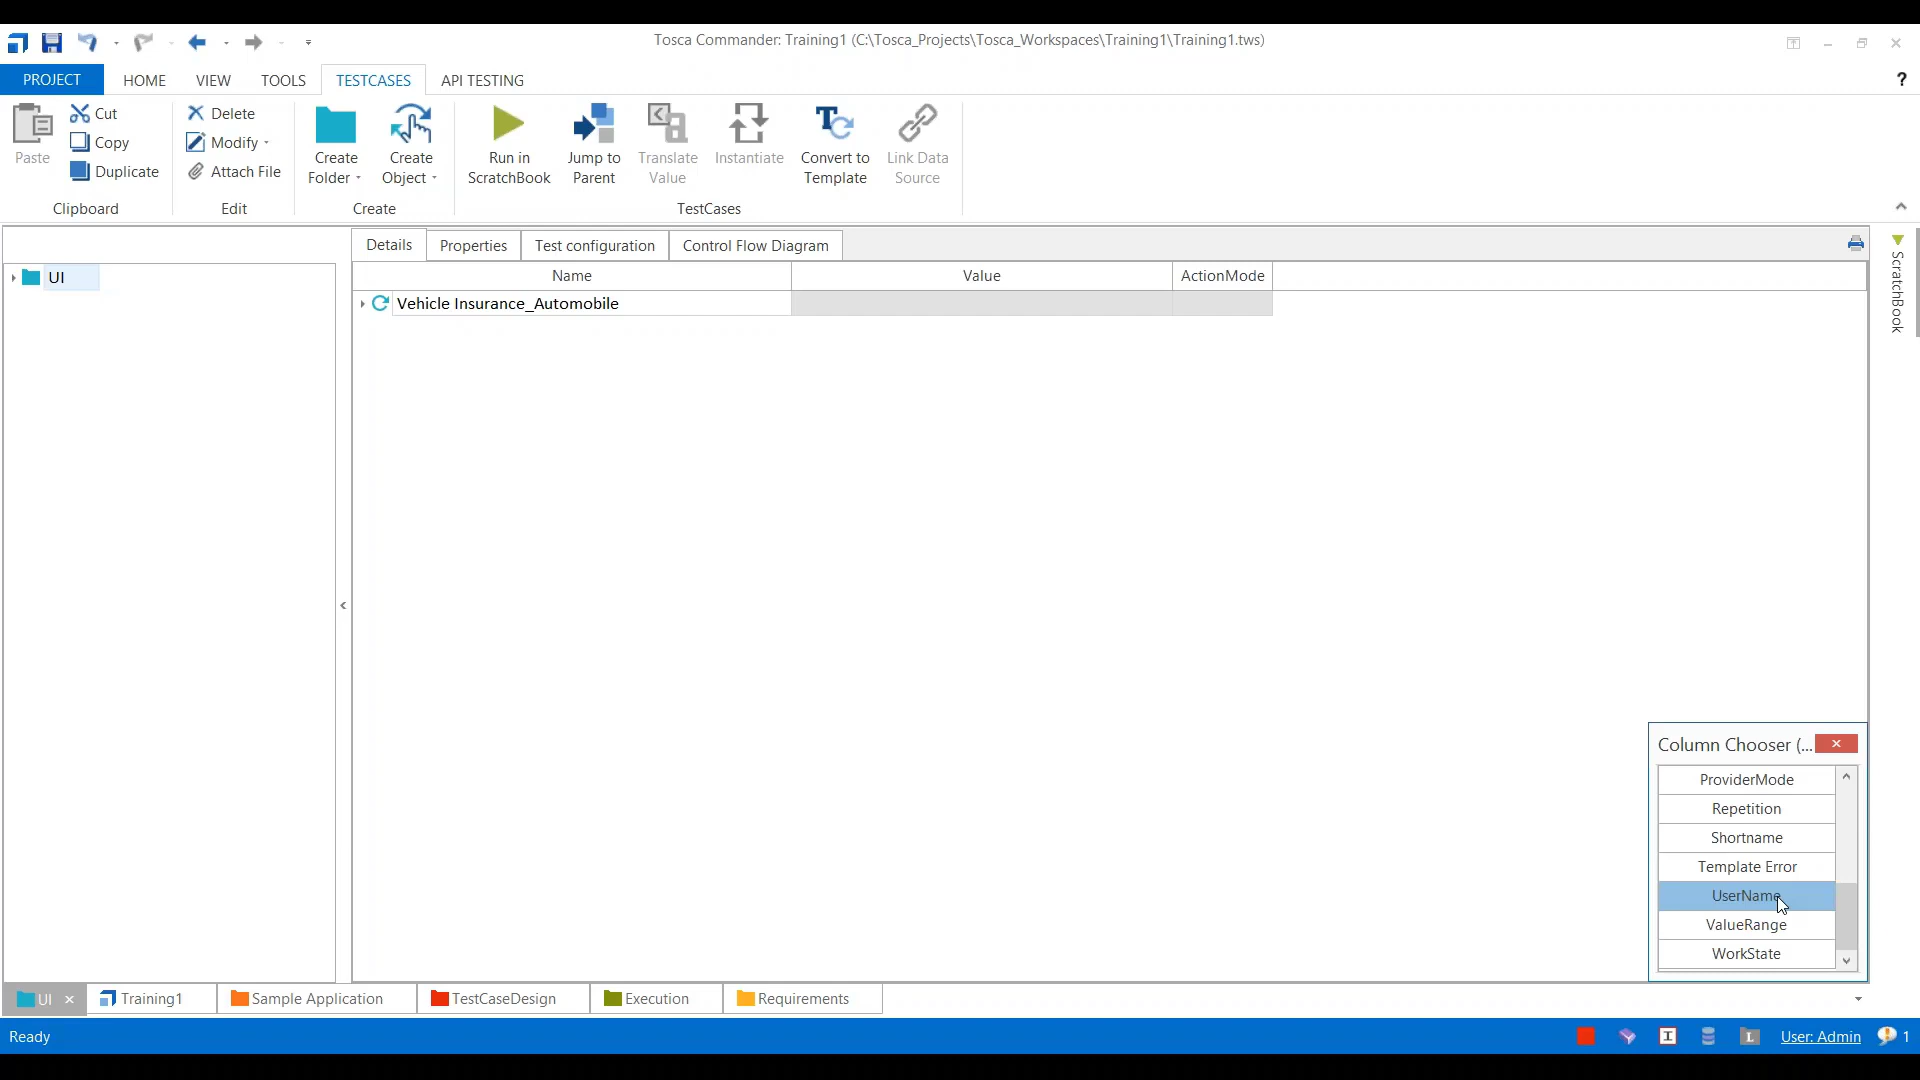 Tosca Commander: Training1 (C:\Tosca_Projects\Tosca_Workspaces\Training1\Training1.tws)
PROJECT HOME VIEW TOOLS TESTCASES API TESTING ?
Paste
Cut
Copy
Duplicate
Clipboard
Delete
Modify
Attach File
Edit
Create
Folder
Create
Object
Create
Run in
ScratchBook
Jump to
Parent
Translate
Value
Instantiate
Convert to
Template
Link Data
Source
TestCases
UI
Details Properties Test configuration Control Flow Diagram
Name Value ActionMode
Vehicle Insurance_Automobile
ScratchBook
Column Chooser (...
ProviderMode
Repetition
Shortname
Template Error
UserName
ValueRange
WorkState
UI Training1 Sample Application TestCaseDesign Execution Requirements
Ready I L User: Admin 1